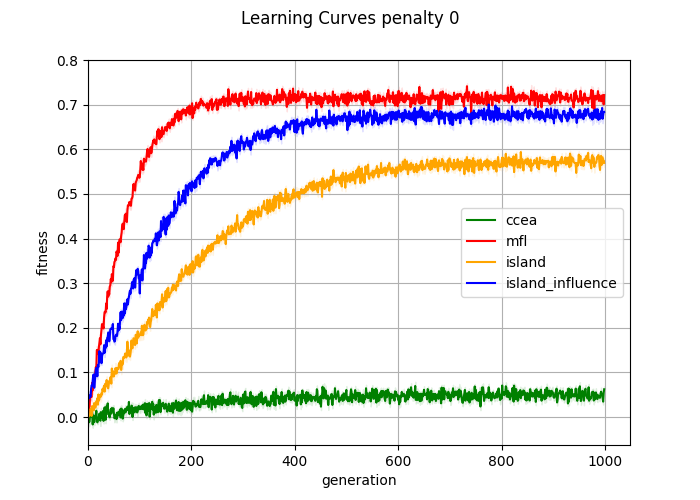 Learning Curves penalty 0
0.8
0.7
0.6
0.5
0.4
0.3
0.2
0.1
0.0
fitness
ccea
mfl
island
island_influence
0 200 400 600 800 1000
generation